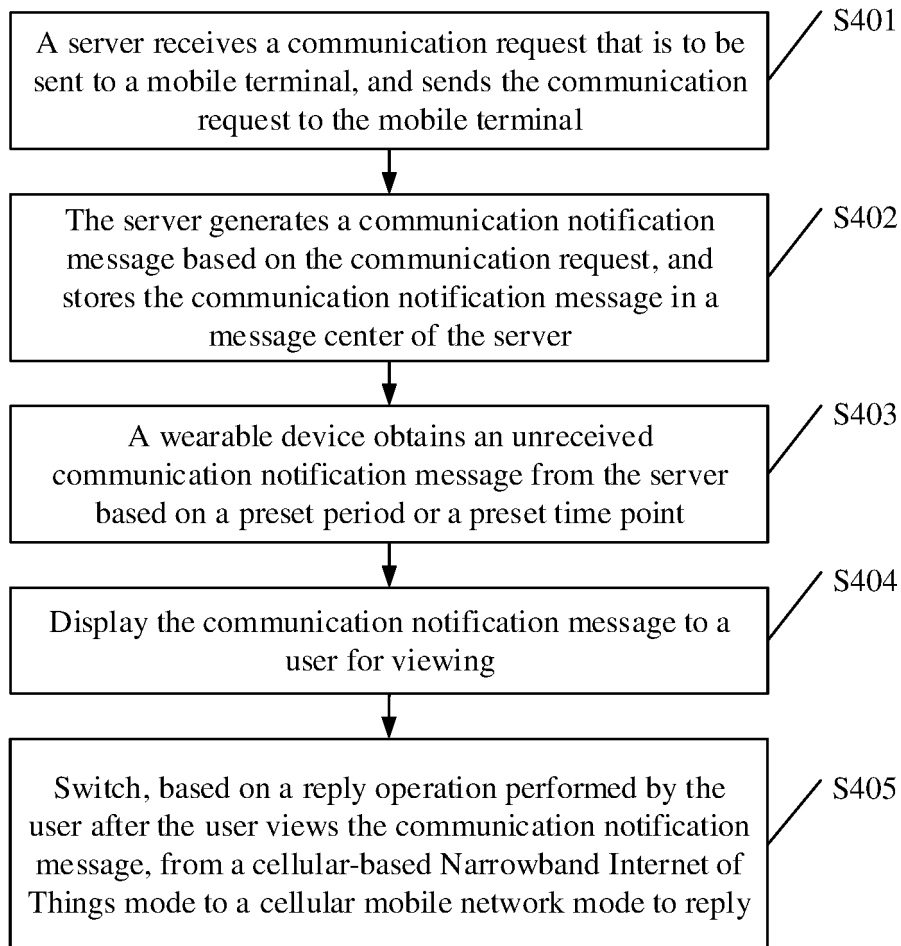 S401
A server receives a communication request that is to be
sent to a mobile terminal, and sends the communication
request to the mobile terminal
S402
The server generates a communication notification
message based on the communication request, and
stores the communication notification message in a
message center of the server
S403
A wearable device obtains an unreceived
communication notification message from the server
based on a preset period or a preset time point
S404
Display the communication notification message to a
user for viewing
S405
Switch, based on a reply operation performed by the
user after the user views the communication notification
message, from a cellular-based Narrowband Internet of
Things mode to a cellular mobile network mode to reply